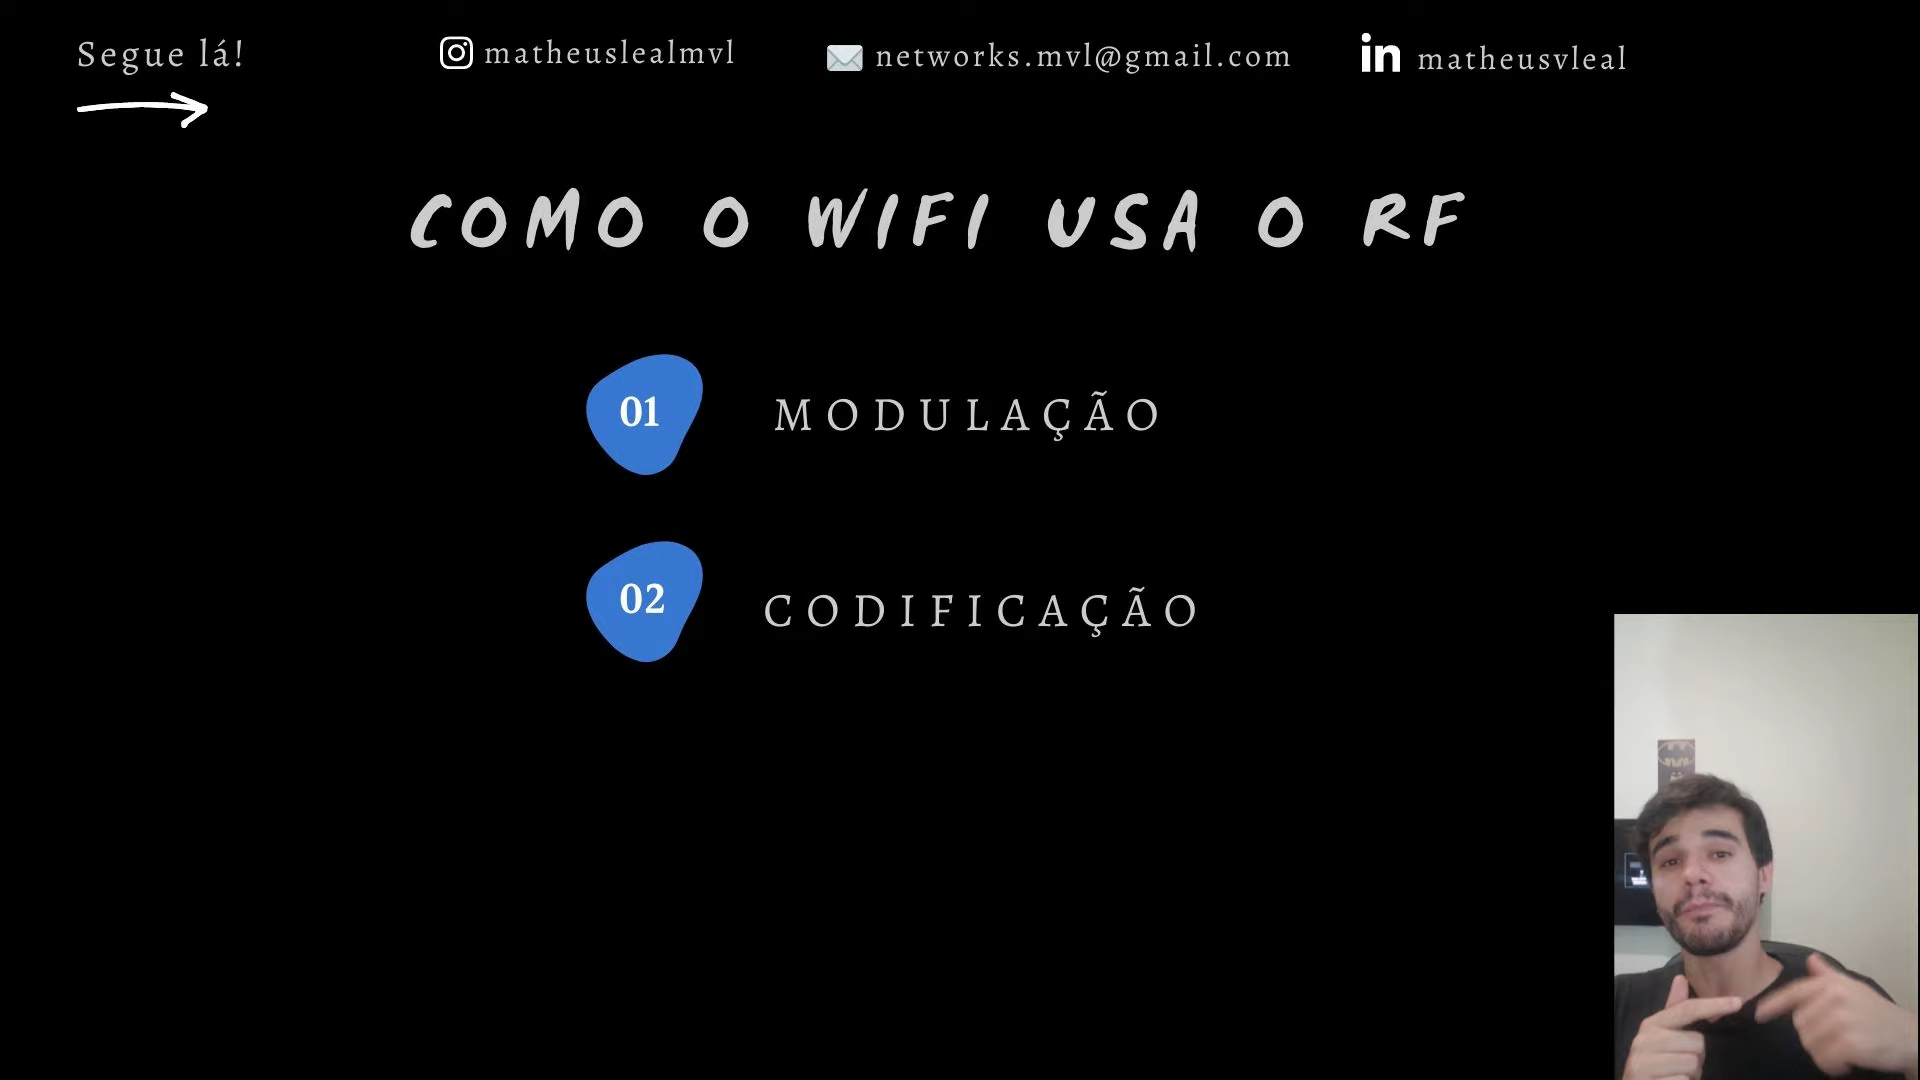 Segue lá!
matheuslealmvl
networks.mvl@gmail.com
in matheusvleal
COMO O WIFI USA O RF
01 MODULAÇÃO
02 CODIFICAÇÃO